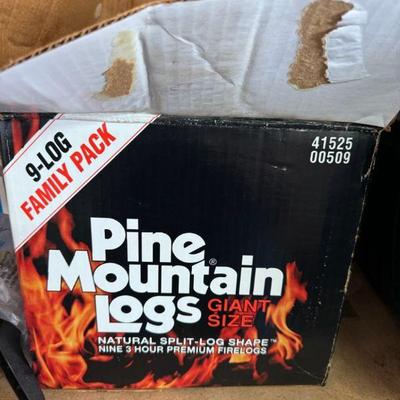 9-LOG
FAMILY PACK
41525
00509
Pine
Mountain®
Logs GIANT
SIZE
NATURAL SPLIT-LOG SHAPE™
NINE 3 HOUR PREMIUM FIRELOGS